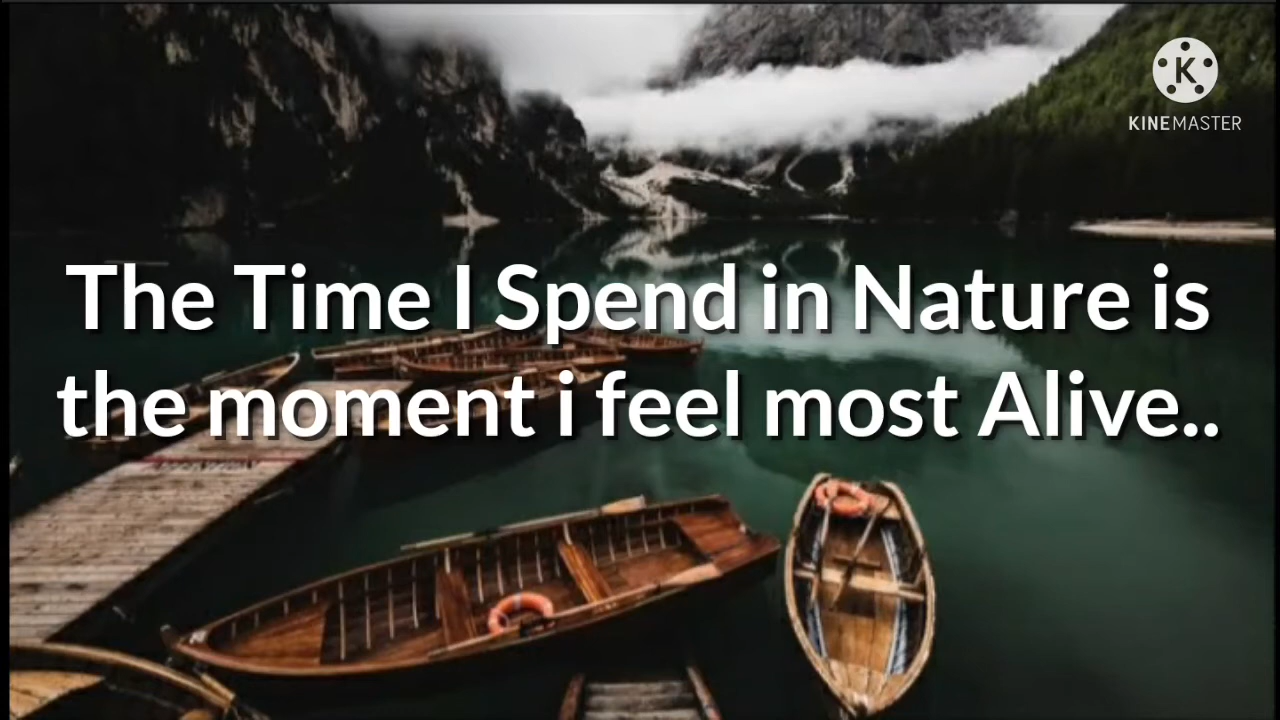 K
KINEMASTER
The Time I Spend in Nature is
the moment i feel most Alive..